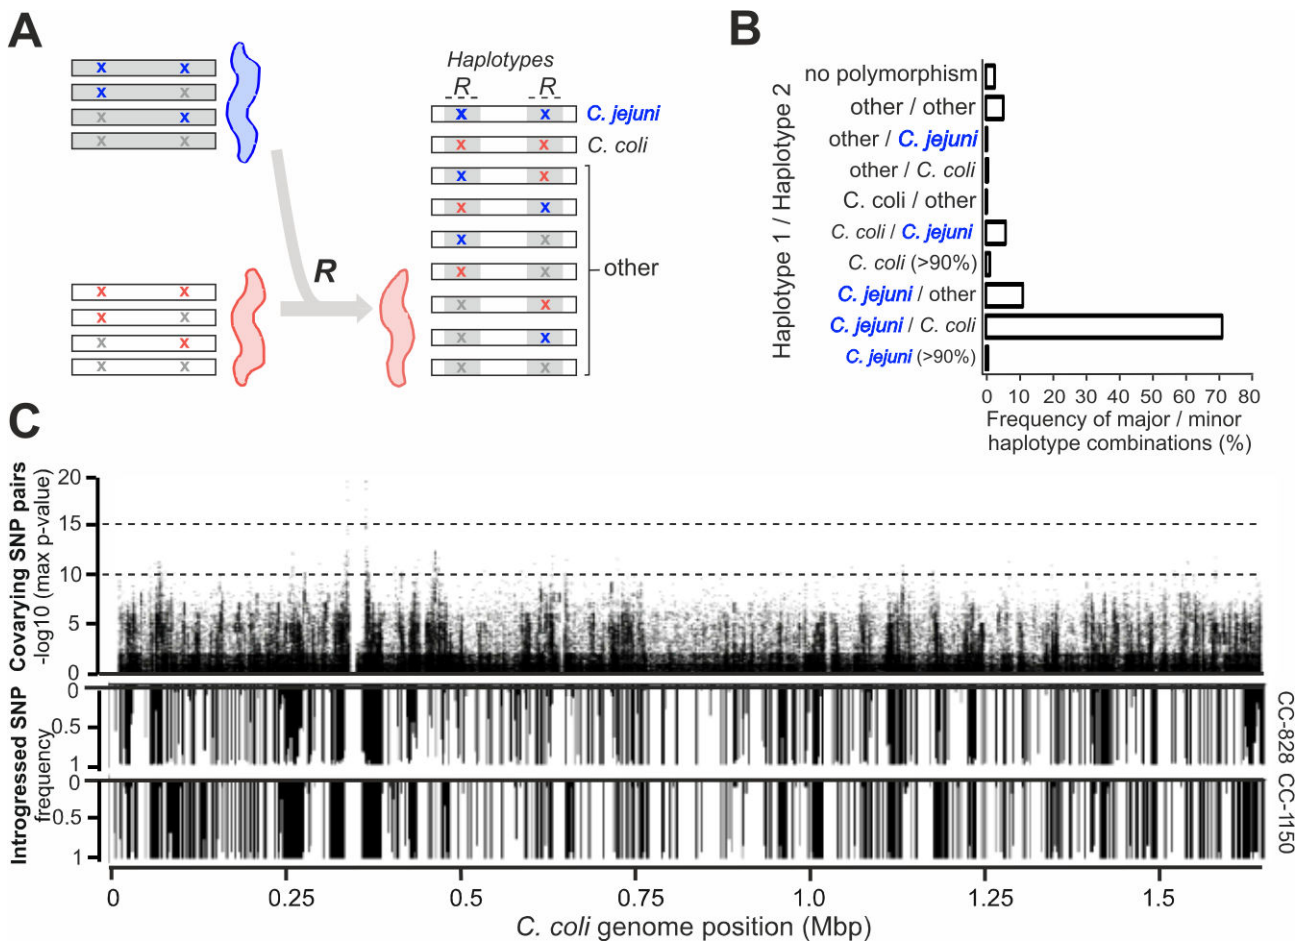 A
x x
x x
x x
x x
x x
x x
x x
x x
R
Haplotypes
R R
x x C. jejuni
x x C. coli
x x
x x
x x
x x other
x x
x x
x x
B
Haplotype 1 / Haplotype 2
no polymorphism
other / other
other / C. jejuni
other / C. coli
C. coli / other
C. coli / C. jejuni
C. coli (>90%)
C. jejuni / other
C. jejuni / C. coli
C. jejuni (>90%)
0 10 20 30 40 50 60 70 80
Frequency of major / minor
haplotype combinations (%)
C
Covarying SNP pairs
-log10 (max p-value)
20
15
10
5
0
Introgressed SNP
frequency
0
0.5
1
0
0.5
1
CC-828
CC-1150
0 0.25 0.5 0.75 1.0 1.25 1.5
C. coli genome position (Mbp)